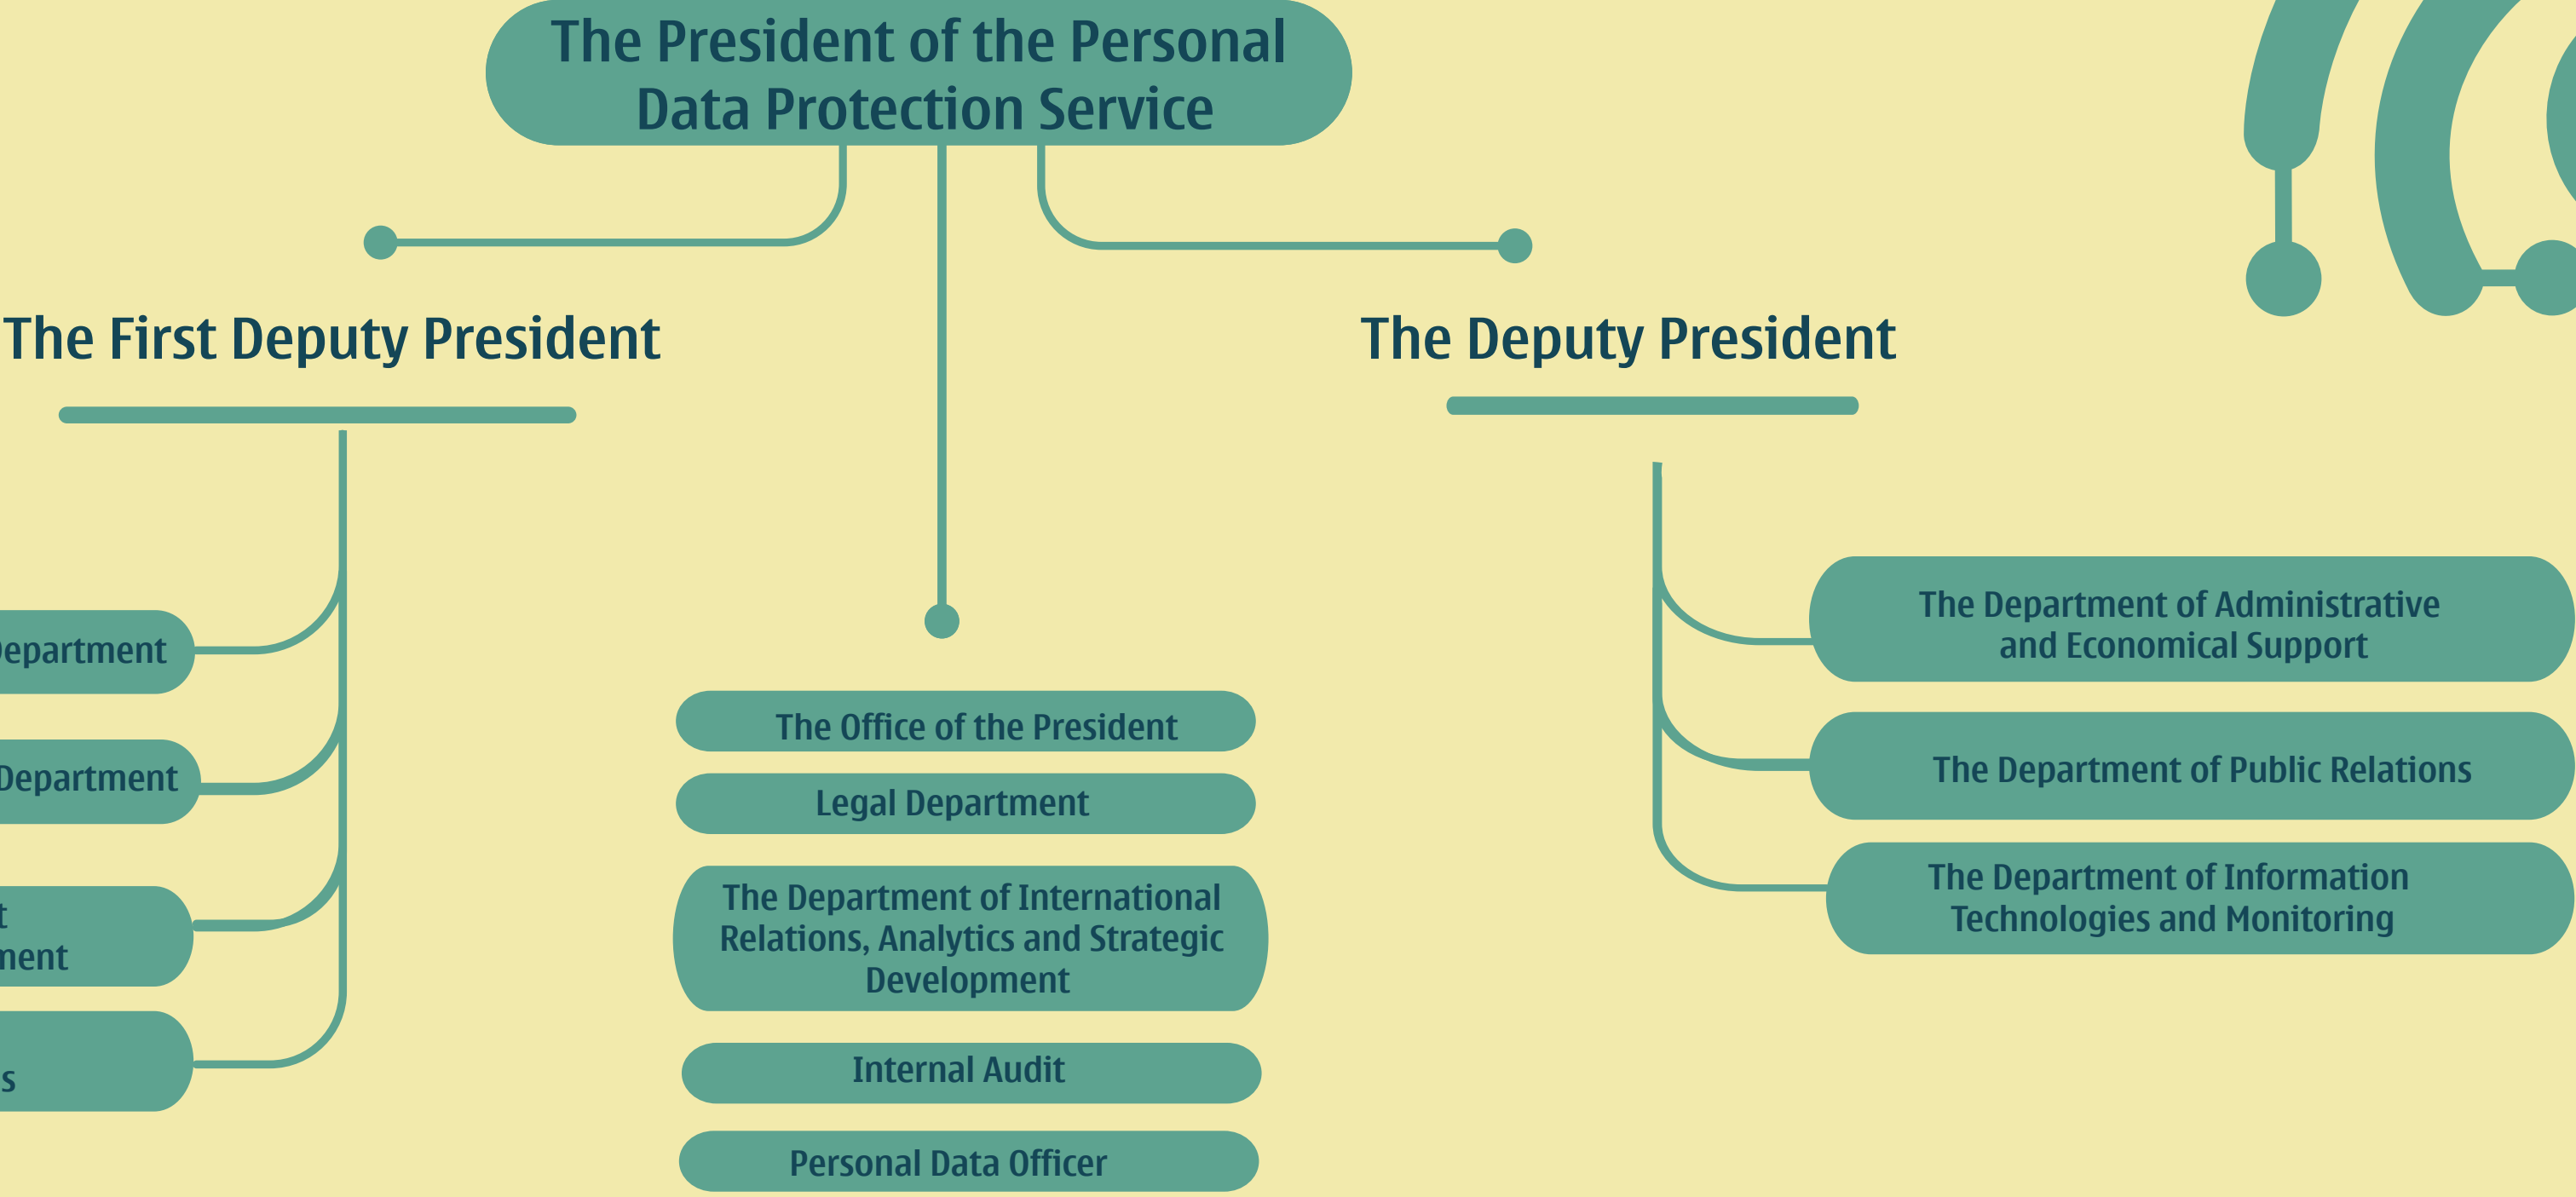 The President of the Personal
Data Protection Service
The First Deputy President
The Deputy President
Department
Department
The Office of the President
Legal Department
The Department of International
Relations, Analytics and Strategic
Development
Internal Audit
Personal Data Officer
The Department of Administrative
and Economical Support
The Department of Public Relations
The Department of Information
Technologies and Monitoring